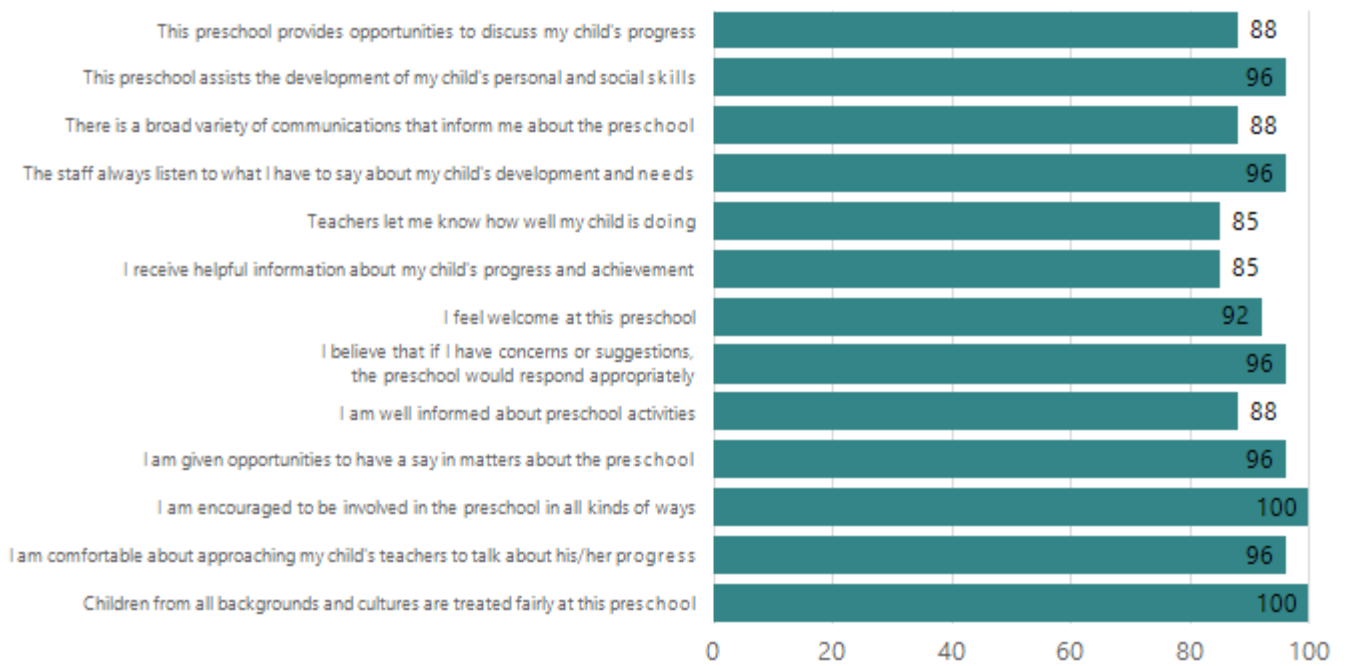 This preschool provides opportunities to discuss my child's progress 88
This preschool assists the development of my child's personal and social skills 96
There is a broad variety of communications that inform me about the preschool 88
The staff always listen to what I have to say about my child's development and needs 96
Teachers let me know how well my child is doing 85
I receive helpful information about my child's progress and achievement 85
I feel welcome at this preschool 92
I believe that if I have concerns or suggestions,
the preschool would respond appropriately 96
I am well informed about preschool activities 88
I am given opportunities to have a say in matters about the preschool 96
I am encouraged to be involved in the preschool in all kinds of ways 100
I am comfortable about approaching my child's teachers to talk about his/her progress 96
Children from all backgrounds and cultures are treated fairly at this preschool 100
0 20 40 60 80 100